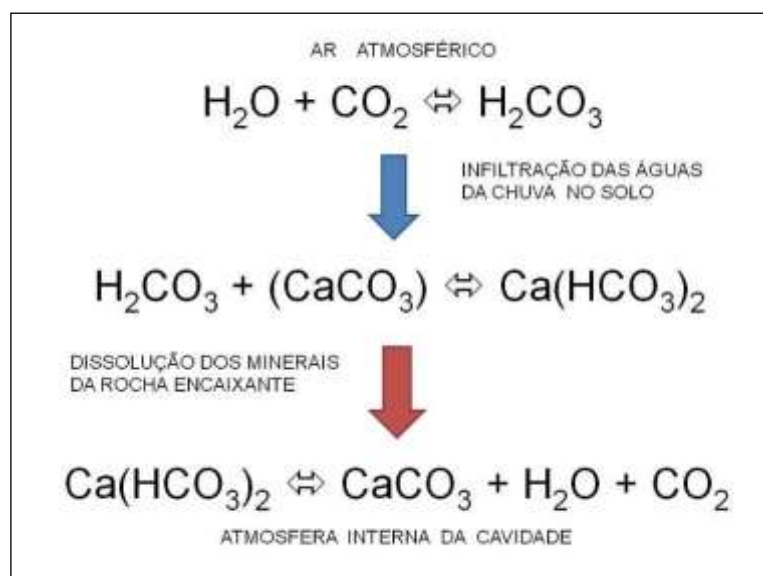 AR ATMOSFÉRICO
H₂O + CO₂ ⇔ H₂CO₃
INFILTRAÇÃO DAS ÁGUAS
DA CHUVA NO SOLO
H₂CO₃ + (CaCO₃) ⇔ Ca(HCO₃)₂
DISSOLUÇÃO DOS MINERAIS
DA ROCHA ENCAIXANTE
Ca(HCO₃)₂ ⇔ CaCO₃ + H₂O + CO₂
ATMOSFERA INTERNA DA CAVIDADE